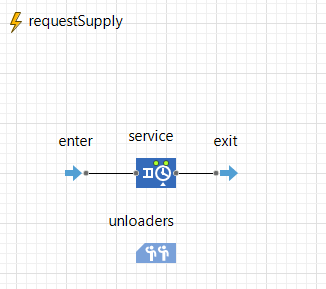 requestSupply
enter
service
exit
unloaders